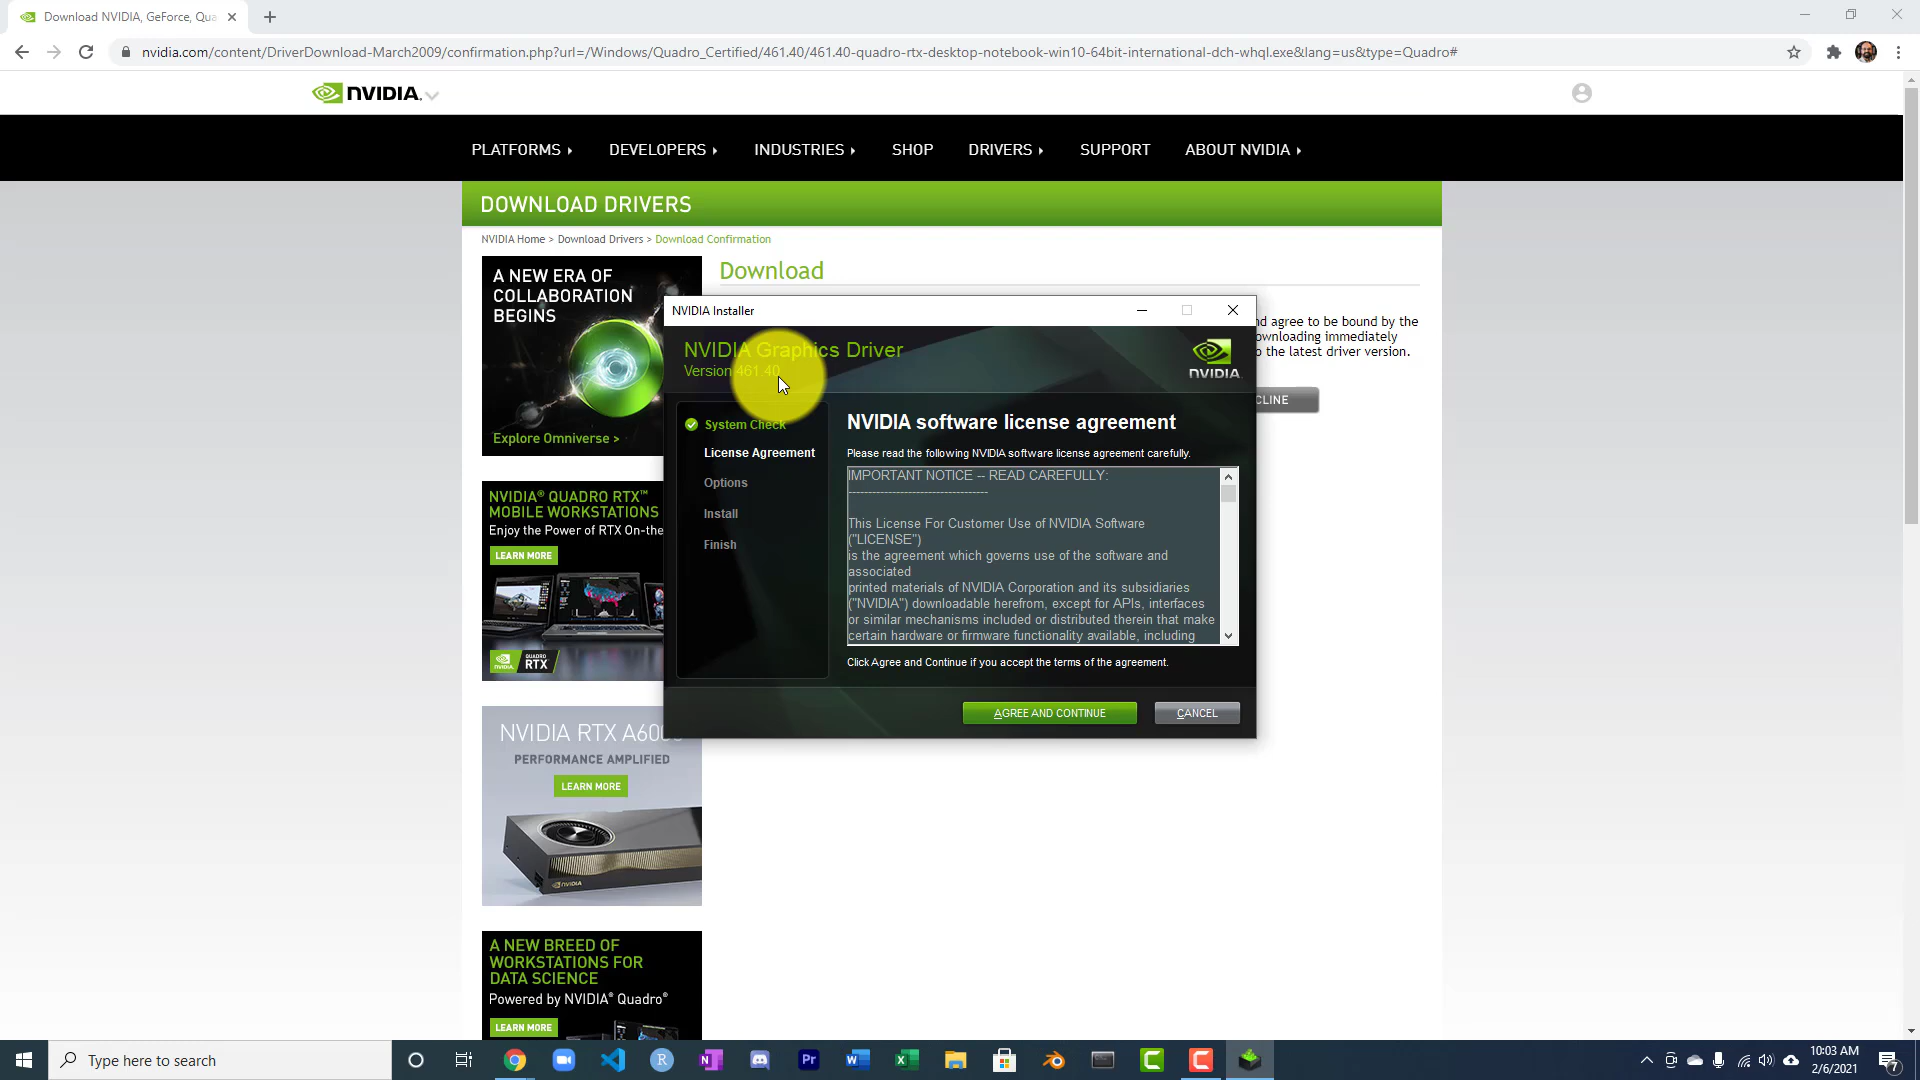 Download NVIDIA, GeForce, Qua
nvidia.com/content/DriverDownload-March2009/confirmation.php?url=/Windows/Quadro_Certified/461.40/461.40-quadro-rtx-desktop-notebook-win10-64bit-international-dch-whql.exe&lang=us&type=Quadro#
NVIDIA.
PLATFORMS DEVELOPERS INDUSTRIES SHOP DRIVERS SUPPORT ABOUT NVIDIA
DOWNLOAD DRIVERS
NVIDIA Home > Download Drivers > Download Confirmation
A NEW ERA OF
COLLABORATION
BEGINS
Explore Omniverse >
Download
nd agree to be bound by the
ownloading immediately
o the latest driver version.
CLINE
NVIDIA Installer
NVIDIA Graphics Driver
Version 461.40
NVIDIA.
System Check
License Agreement
Options
Install
Finish
NVIDIA software license agreement
Please read the following NVIDIA software license agreement carefully.
IMPORTANT NOTICE -- READ CAREFULLY:
-----------------------------------
This License For Customer Use of NVIDIA Software
("LICENSE")
is the agreement which governs use of the software and
associated
printed materials of NVIDIA Corporation and its subsidiaries
("NVIDIA") downloadable herefrom, except for APIs, interfaces
or similar mechanisms included or distributed therein that make
certain hardware or firmware functionality available, including
Click Agree and Continue if you accept the terms of the agreement.
AGREE AND CONTINUE
CANCEL
NVIDIA® QUADRO RTX™
MOBILE WORKSTATIONS
Enjoy the Power of RTX On-the
LEARN MORE
QUADRO
RTX
NVIDIA RTX A600
PERFORMANCE AMPLIFIED
LEARN MORE
NVIDIA
A NEW BREED OF
WORKSTATIONS FOR
DATA SCIENCE
Powered by NVIDIA® Quadro®
LEARN MORE
Type here to search
10:03 AM
2/6/2021
7